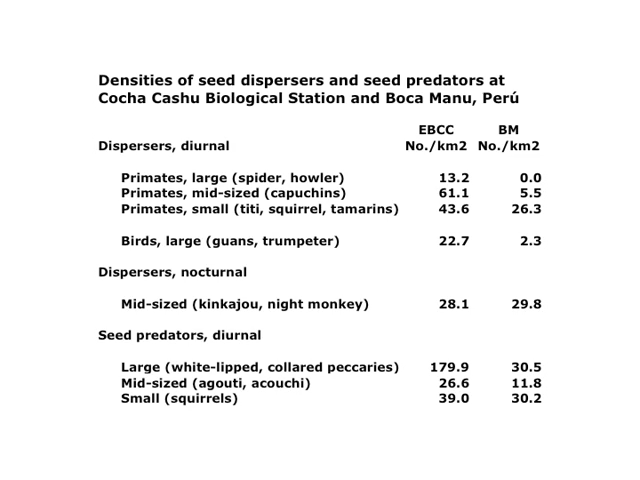 Densities of seed dispersers and seed predators at
Cocha Cashu Biological Station and Boca Manu, Perú
EBCC BM
Dispersers, diurnal No./km2 No./km2
Primates, large (spider, howler) 13.2 0.0
Primates, mid-sized (capuchins) 61.1 5.5
Primates, small (titi, squirrel, tamarins) 43.6 26.3
Birds, large (guans, trumpeter) 22.7 2.3
Dispersers, nocturnal
Mid-sized (kinkajou, night monkey) 28.1 29.8
Seed predators, diurnal
Large (white-lipped, collared peccaries) 179.9 30.5
Mid-sized (agouti, acouchi) 26.6 11.8
Small (squirrels) 39.0 30.2